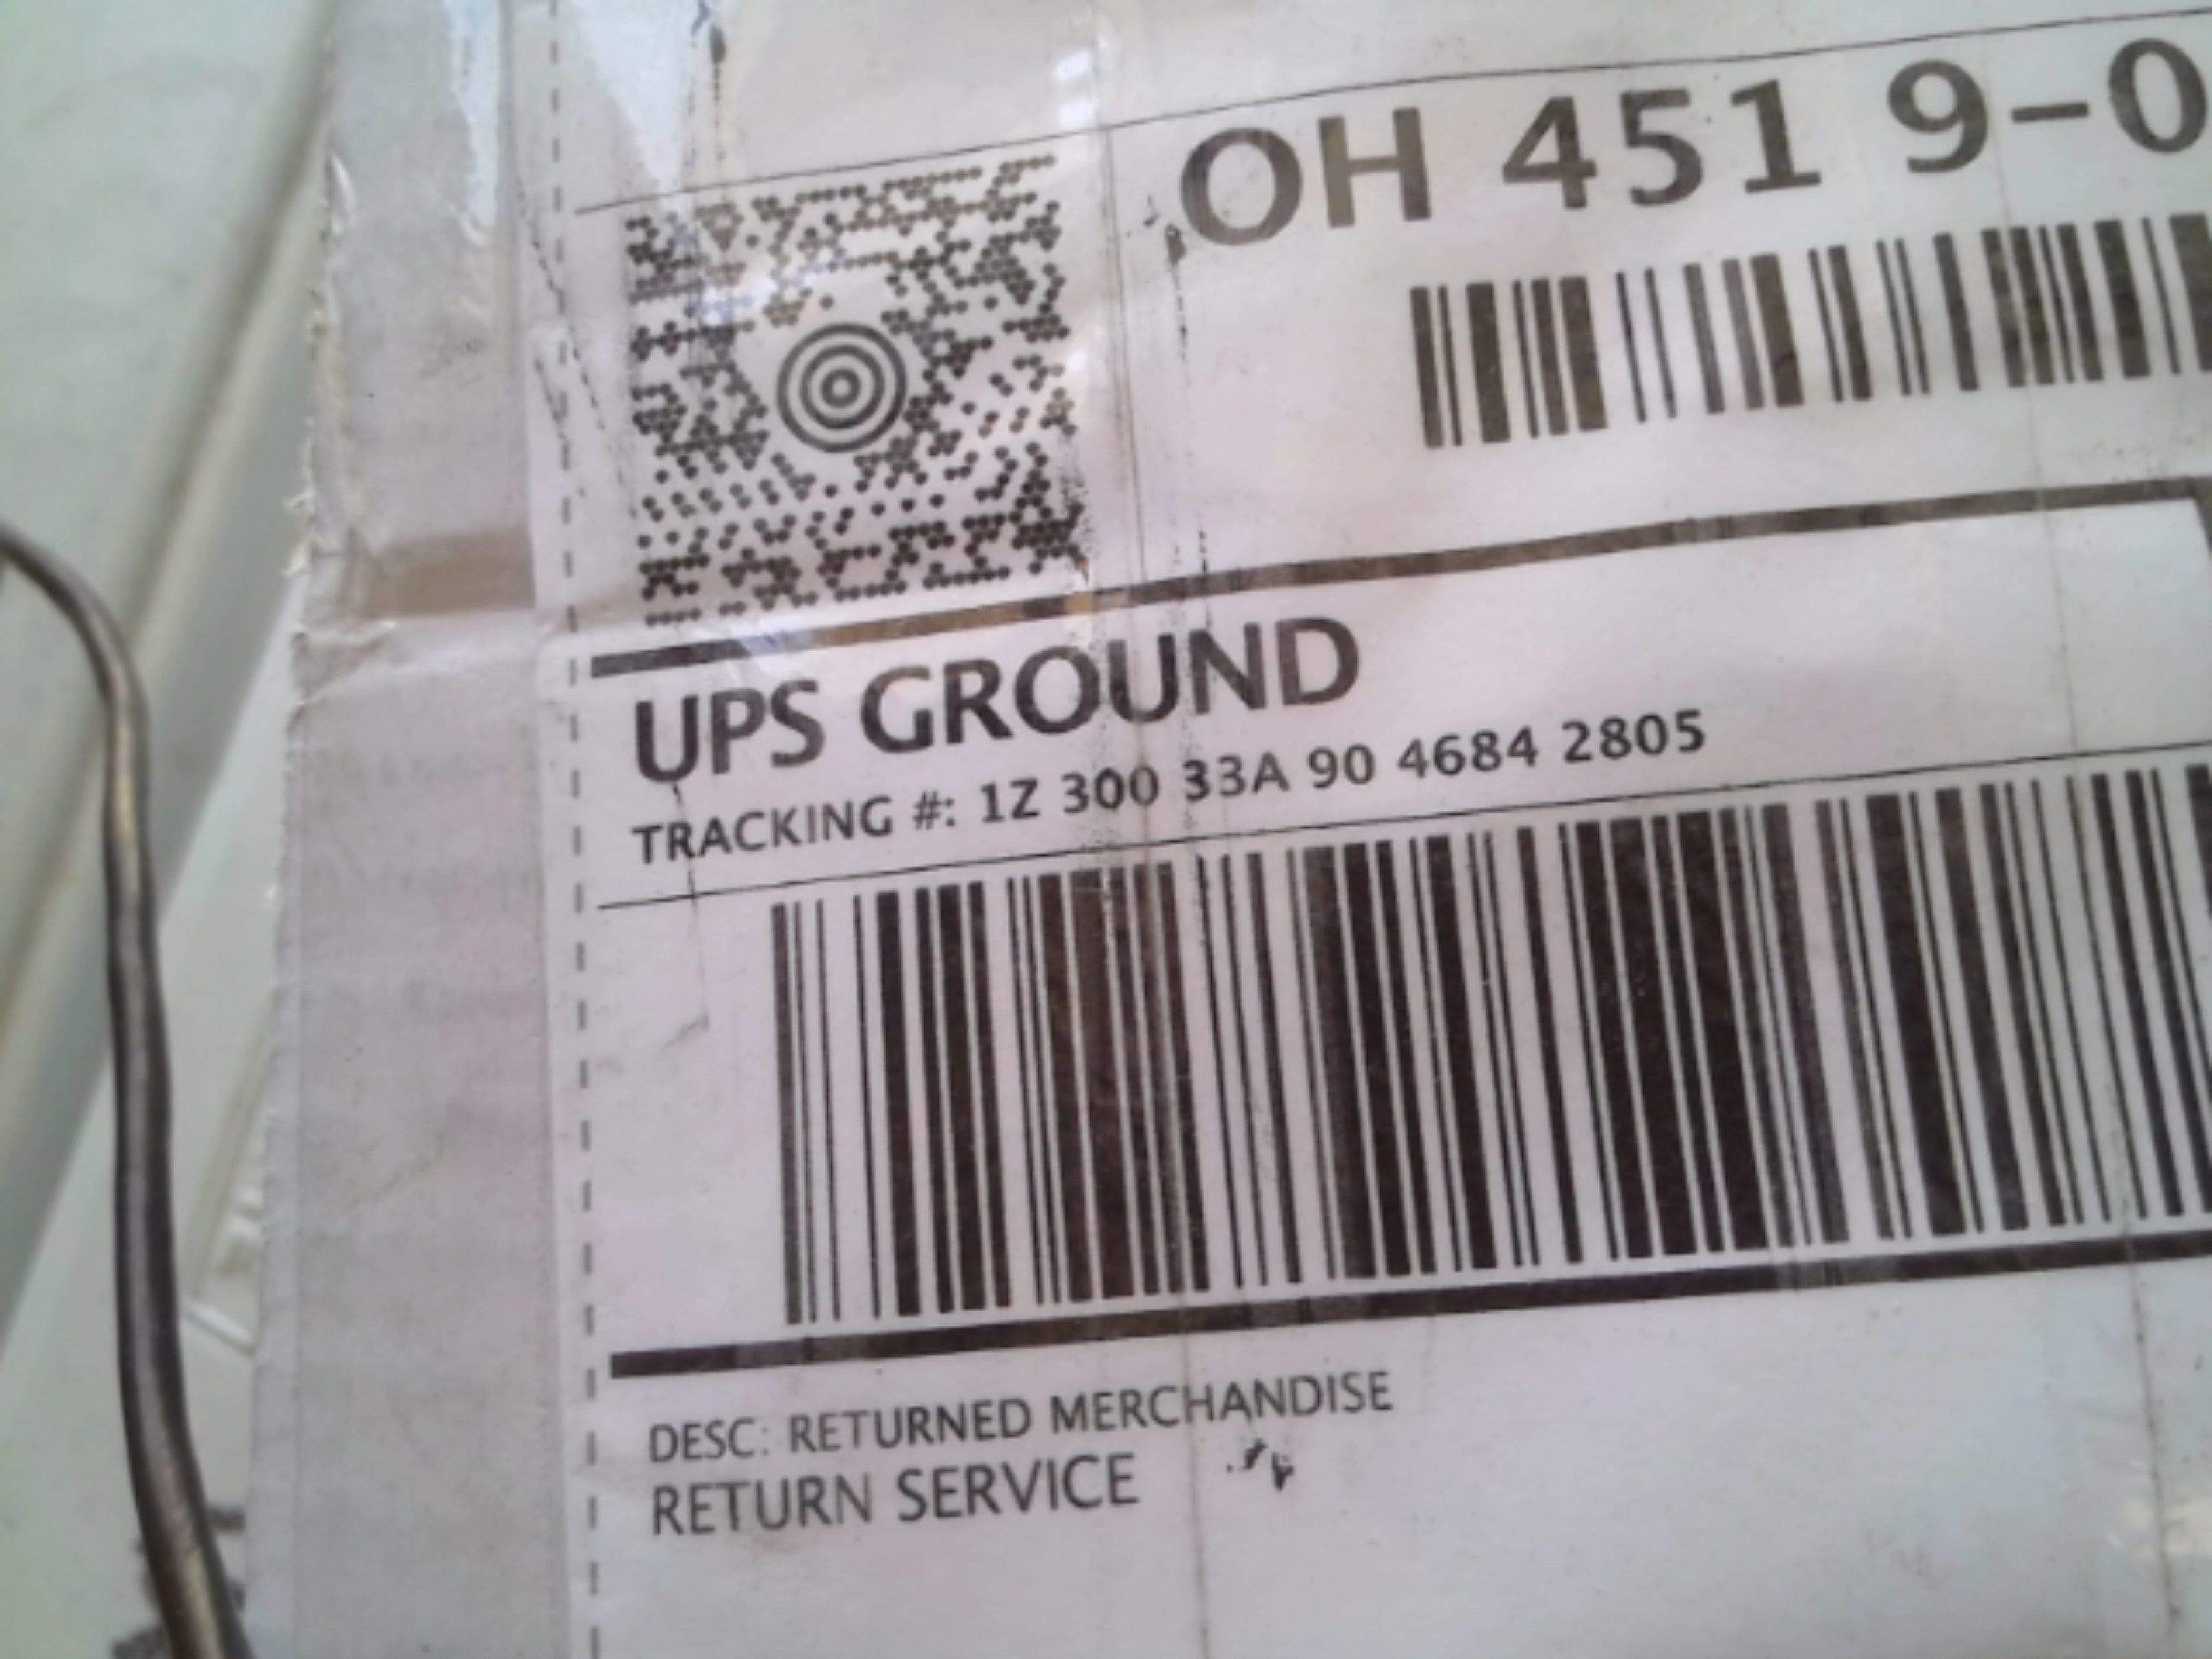 OH 451 9-0
UPS GROUND
TRACKING #: 1Z 300 33A 90 4684 2805
DESC: RETURNED MERCHANDISE
RETURN SERVICE